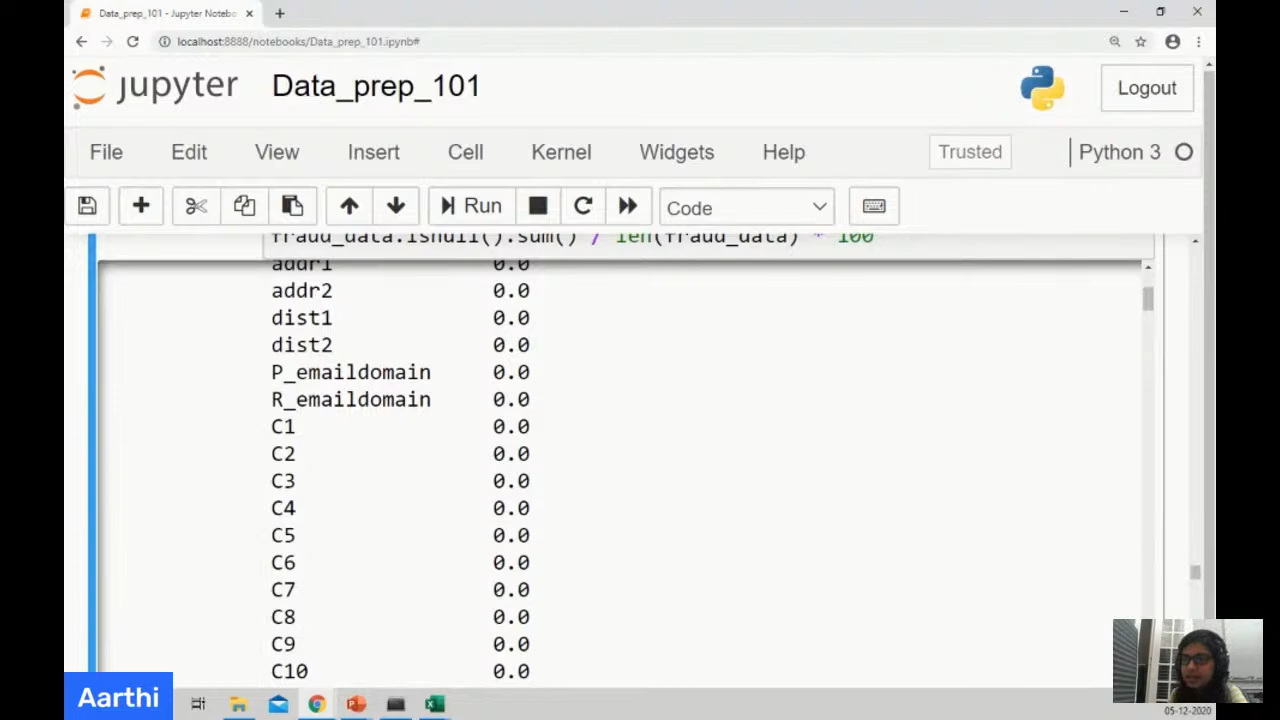 Data_prep_101 - Jupyter Notebo
localhost:8888/notebooks/Data_prep_101.ipynb#
jupyter Data_prep_101 Logout
File Edit View Insert Cell Kernel Widgets Help Trusted Python 3
Run Code
fraud_data.isnull().sum() / len(fraud_data) * 100
addr1 0.0
addr2 0.0
dist1 0.0
dist2 0.0
P_emaildomain 0.0
R_emaildomain 0.0
C1 0.0
C2 0.0
C3 0.0
C4 0.0
C5 0.0
C6 0.0
C7 0.0
C8 0.0
C9 0.0
C10 0.0
Aarthi
05-12-2020